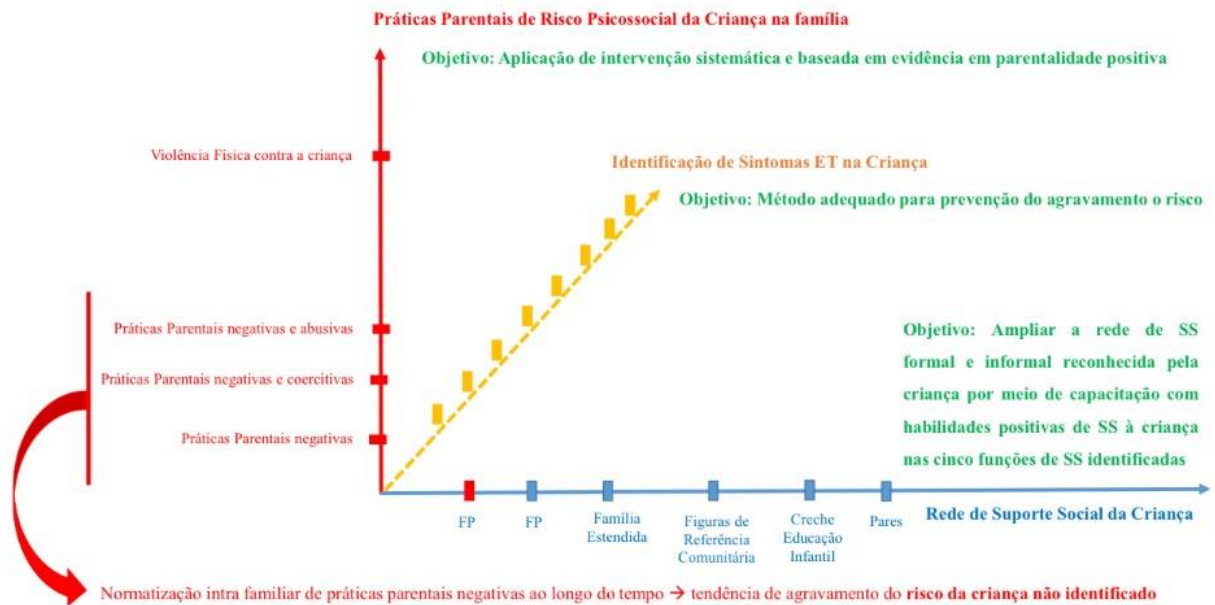 Práticas Parentais de Risco Psicossocial da Criança na família
Objetivo: Aplicação de intervenção sistemática e baseada em evidência em parentalidade positiva
Violência Física contra a criança
Identificação de Sintomas ET na Criança
Objetivo: Método adequado para prevenção do agravamento o risco
Práticas Parentais negativas e abusivas
Práticas Parentais negativas e coercitivas
Práticas Parentais negativas
Objetivo: Ampliar a rede de SS
formal e informal reconhecida pela
criança por meio de capacitação com
habilidades positivas de SS à criança
nas cinco funções de SS identificadas
FP
FP
Família
Estendida
Figuras de
Referência
Comunitária
Creche
Educação
Infantil
Pares
Rede de Suporte Social da Criança
Normatização intra familiar de práticas parentais negativas ao longo do tempo → tendência de agravamento do risco da criança não identificado